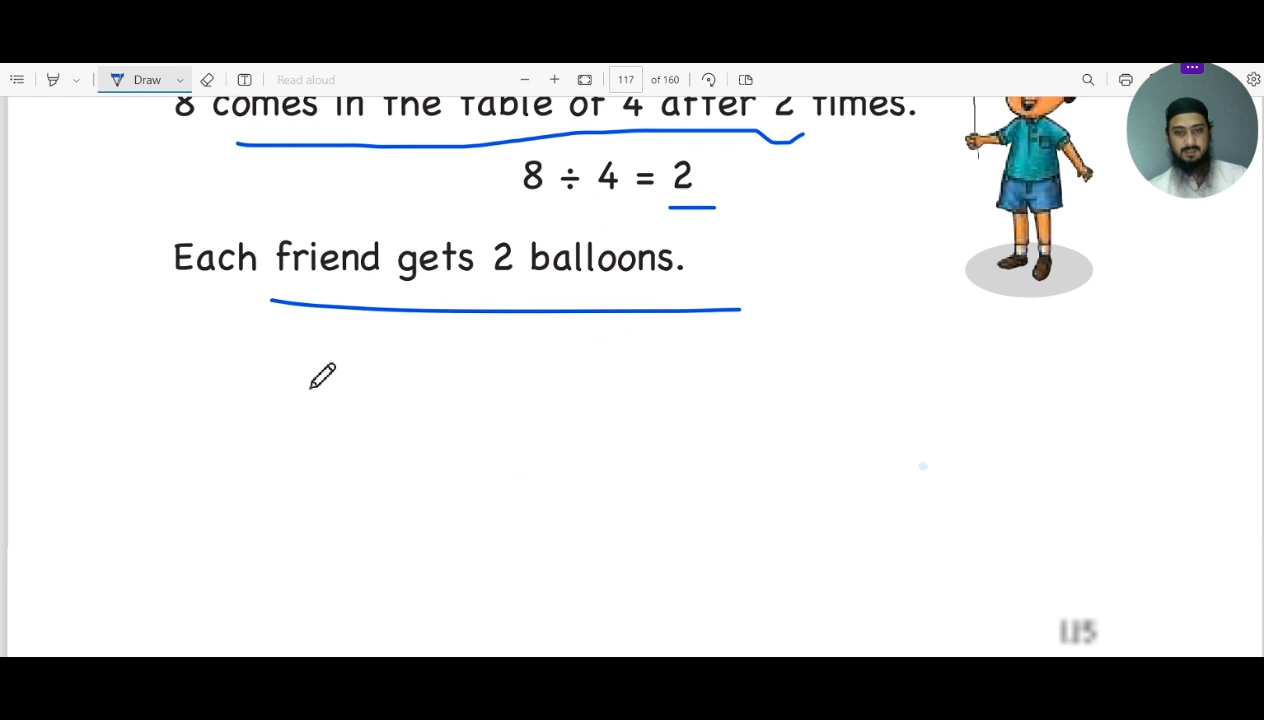 Draw
Read aloud
117 of 160
8 comes in the table of 4 after 2 times.
8 ÷ 4 = 2
Each friend gets 2 balloons.
115